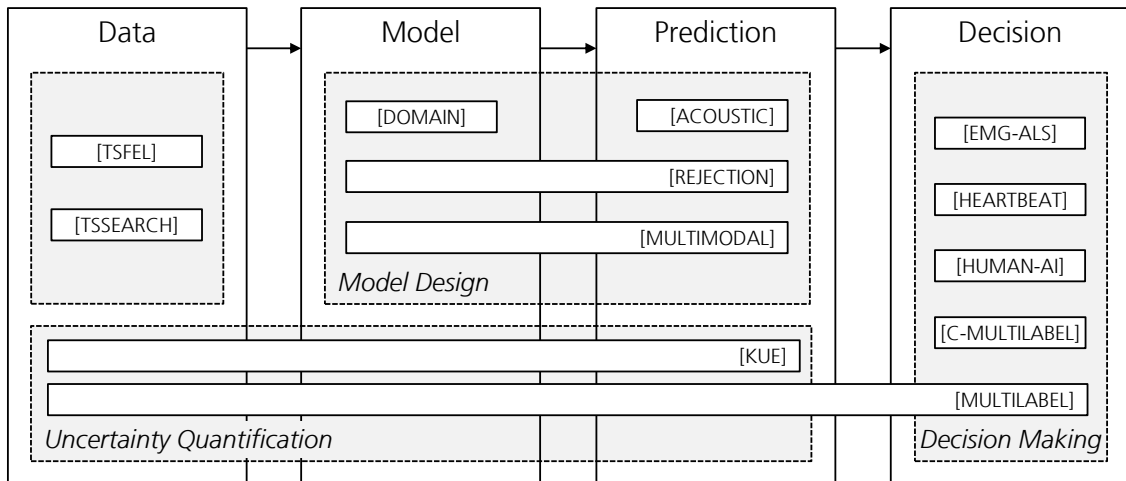 Data
Model
Prediction
Decision
[TSFEL]
[TSSEARCH]
[DOMAIN]
[ACOUSTIC]
[REJECTION]
[MULTIMODAL]
Model Design
[EMG-ALS]
[HEARTBEAT]
[HUMAN-AI]
[C-MULTILABEL]
[KUE]
[MULTILABEL]
Uncertainty Quantification
Decision Making